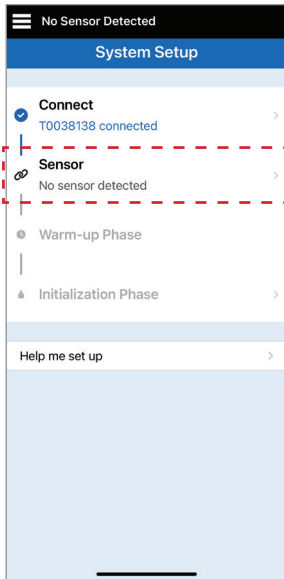 No Sensor Detected
System Setup
Connect
T0038138 connected
Sensor
No sensor detected
Warm-up Phase
Initialization Phase
Help me set up